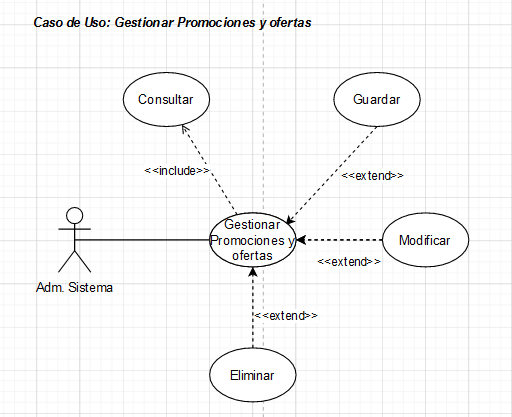 Caso de Uso: Gestionar Promociones y ofertas
Consultar
Guardar
<<include>>
<<extend>>
Gestionar
Promociones y
ofertas
Modificar
<<extend>>
Adm. Sistema
<<extend>>
Eliminar